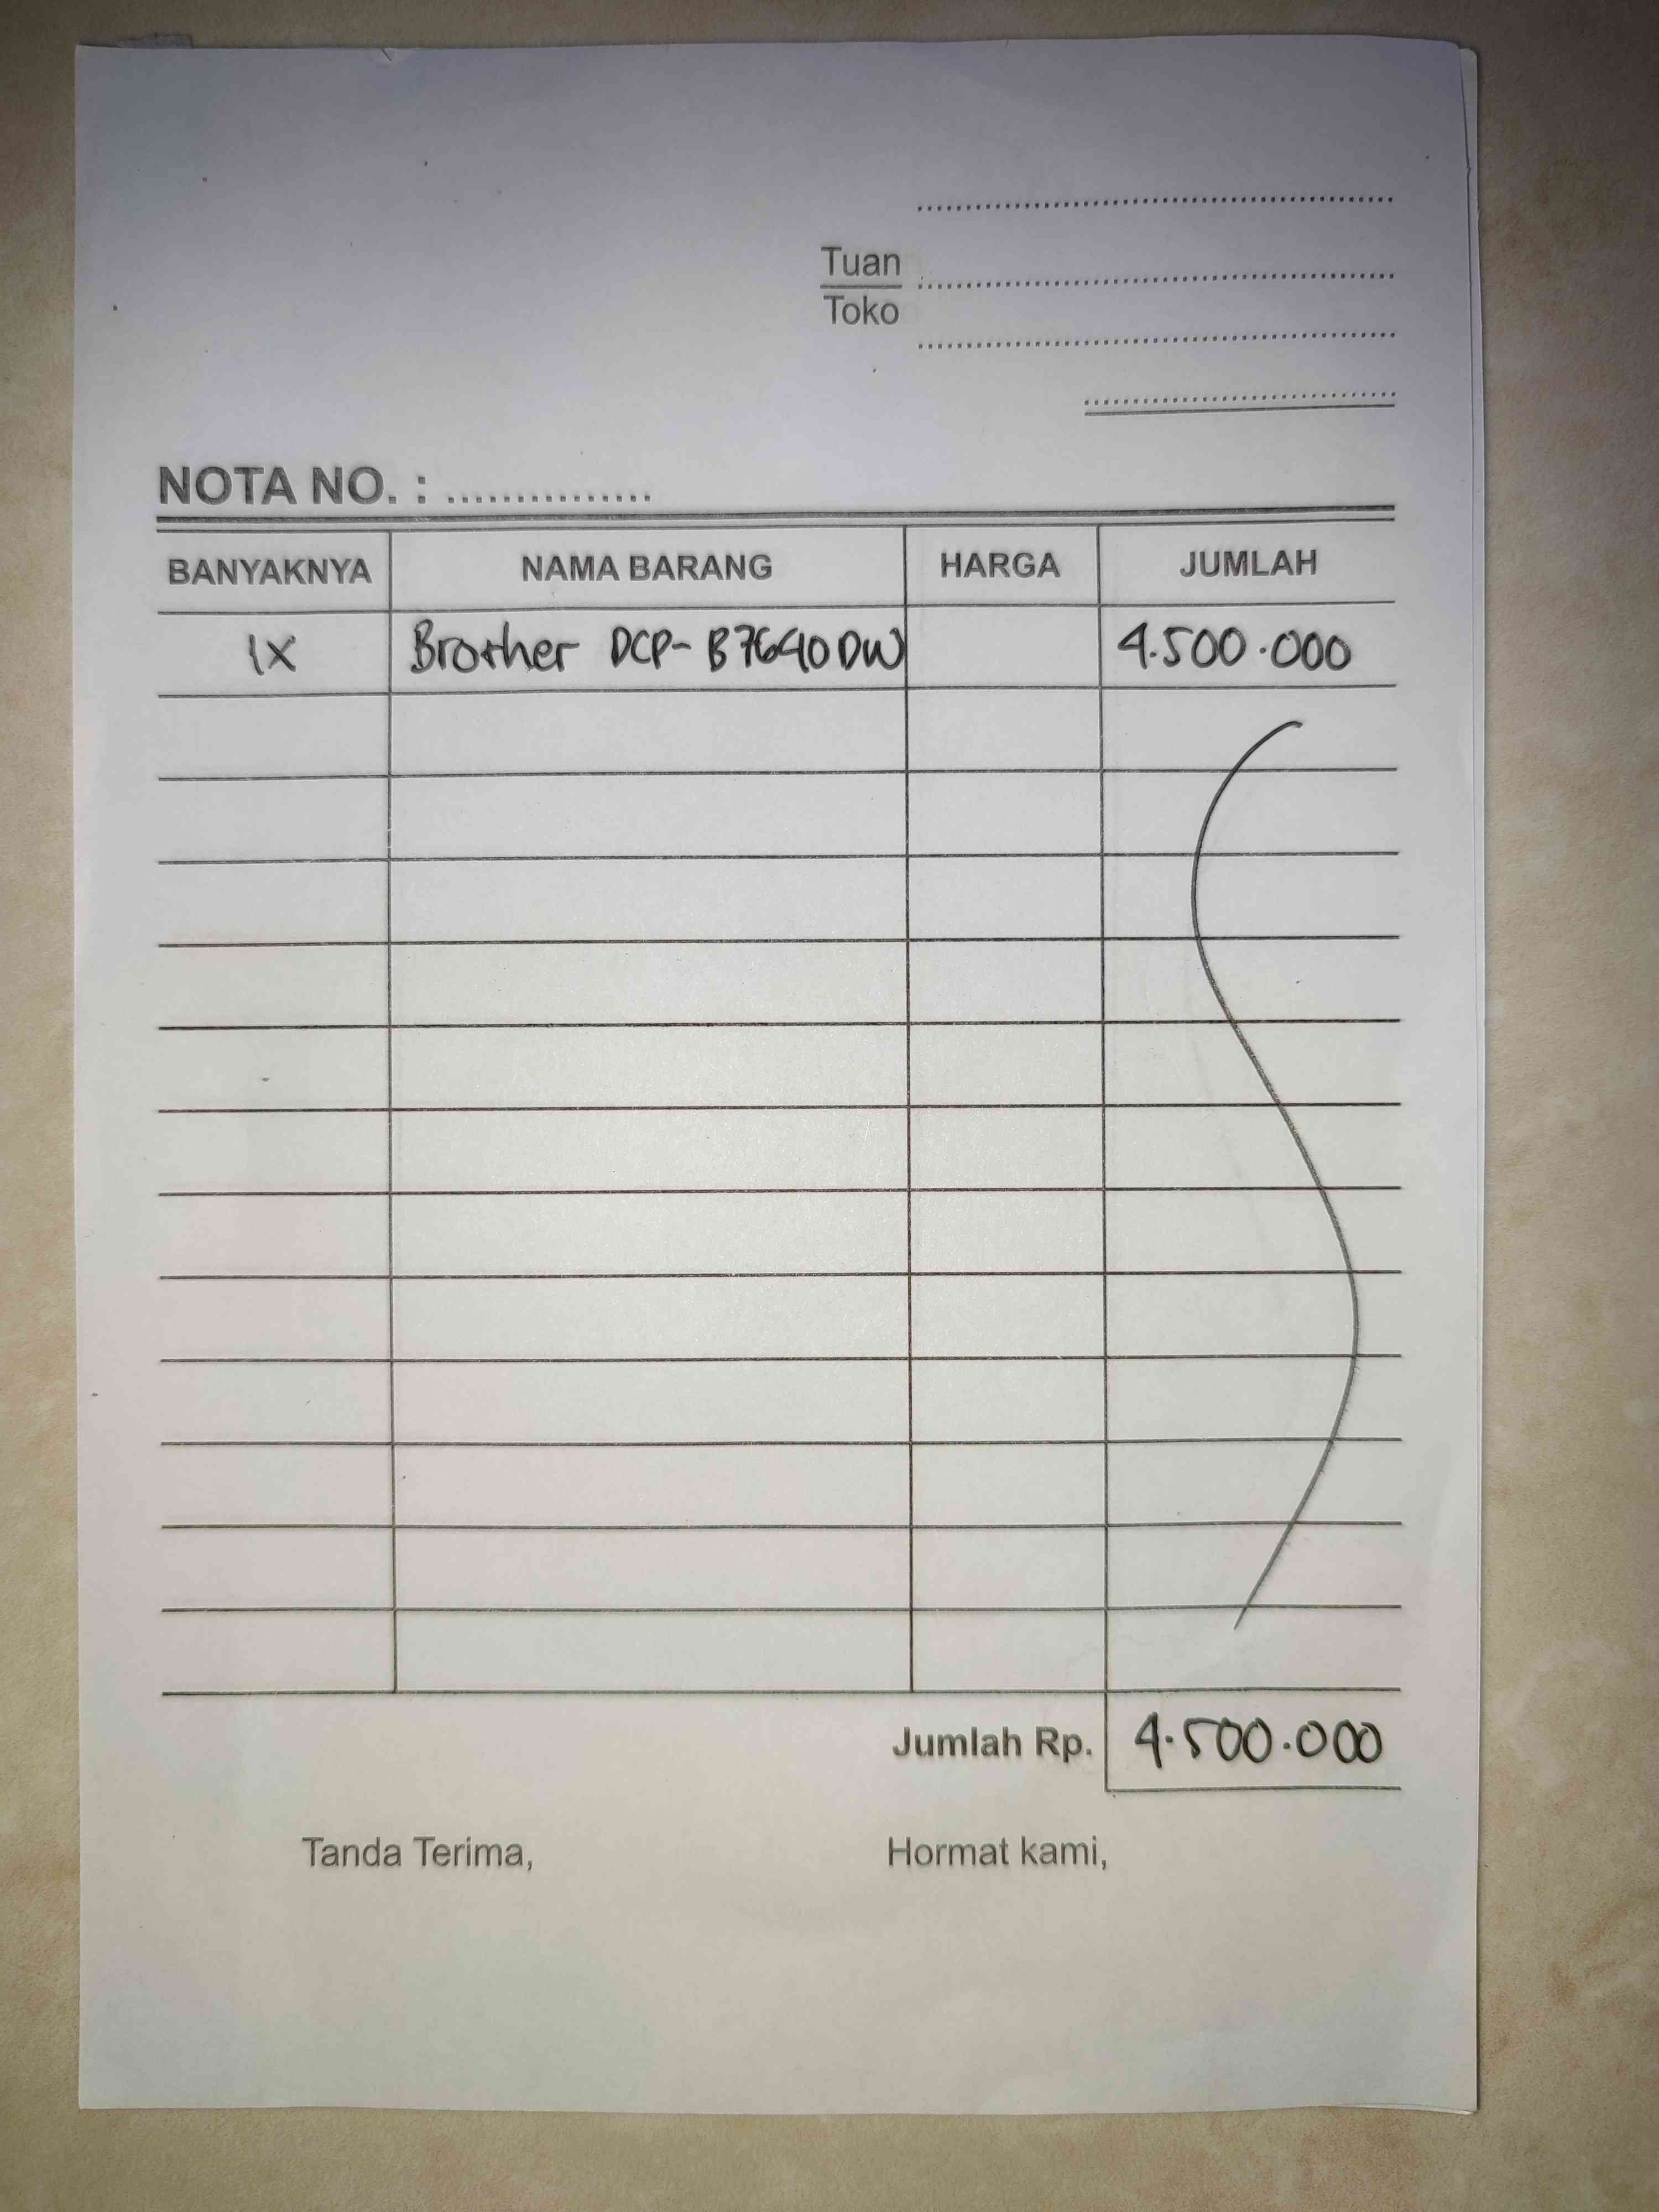 Tuan
Toko
NOTA NO. : ...............
BANYAKNYA NAMA BARANG HARGA JUMLAH
1X Brother DCP-B7640DW 4.500.000
Jumlah Rp. 4.500.000
Tanda Terima, Hormat kami,